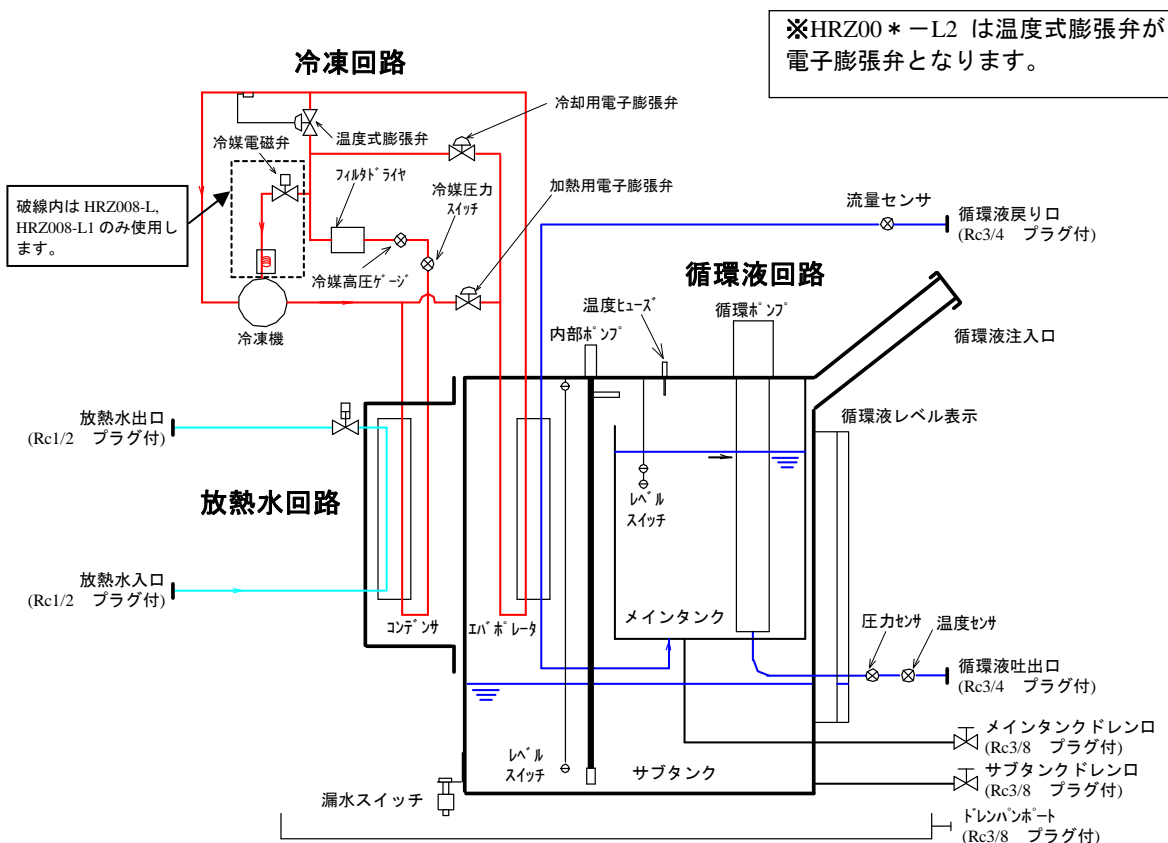 ※HRZ00＊－L2 は温度式膨張弁が
電子膨張弁となります。
冷凍回路
冷却用電子膨張弁
冷媒電磁弁
温度式膨張弁
ﾌｨﾙﾀﾄﾞﾗｲﾔ
冷媒圧力
スイッチ
加熱用電子膨張弁
破線内は HRZ008-L,
HRZ008-L1 のみ使用し
ます。
冷媒高圧ｹﾞｰｼﾞ
冷凍機
流量センサ
循環液戻り口
(Rc3/4　プラグ付)
循環液回路
温度ﾋｭｰｽﾞ
循環ﾎﾟﾝﾌﾟ
内部ﾎﾟﾝﾌﾟ
循環液注入口
放熱水出口
(Rc1/2　プラグ付)
循環液レベル表示
放熱水回路
ﾚﾍﾞﾙ
スイッチ
放熱水入口
(Rc1/2　プラグ付)
コンデﾝｻ
ｴﾊﾞﾎﾟﾚｰﾀ
メインタンク
圧力ｾﾝｻ
温度ｾﾝｻ
循環液吐出口
(Rc3/4　プラグ付)
メインタンクドレン口
(Rc3/8　プラグ付)
ﾚﾍﾞﾙ
スイッチ
サブタンク
サブタンクドレン口
(Rc3/8　プラグ付)
漏水スイッチ
ﾄﾞﾚﾝﾊﾟﾝﾎﾟｰﾄ
(Rc3/8　プラグ付)